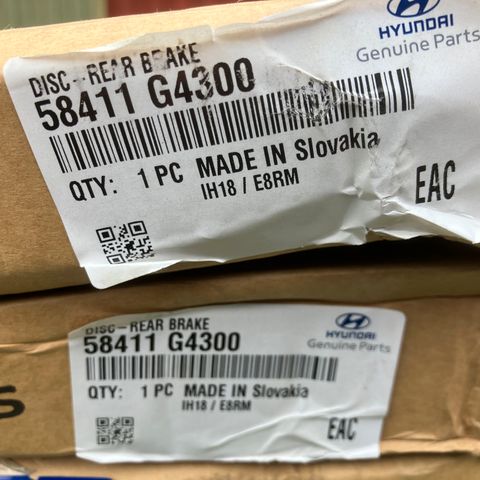 HYUNDAI
Genuine Parts
DISC-REAR BRAKE
58411 G4300
QTY: 1 PC MADE IN Slovakia
IH18 / E8RM
EAC
DISC-REAR BRAKE
58411 G4300
HYUNDAI
Genuine Parts
QTY: 1 PC MADE IN Slovakia
IH18 / E8RM
EAC